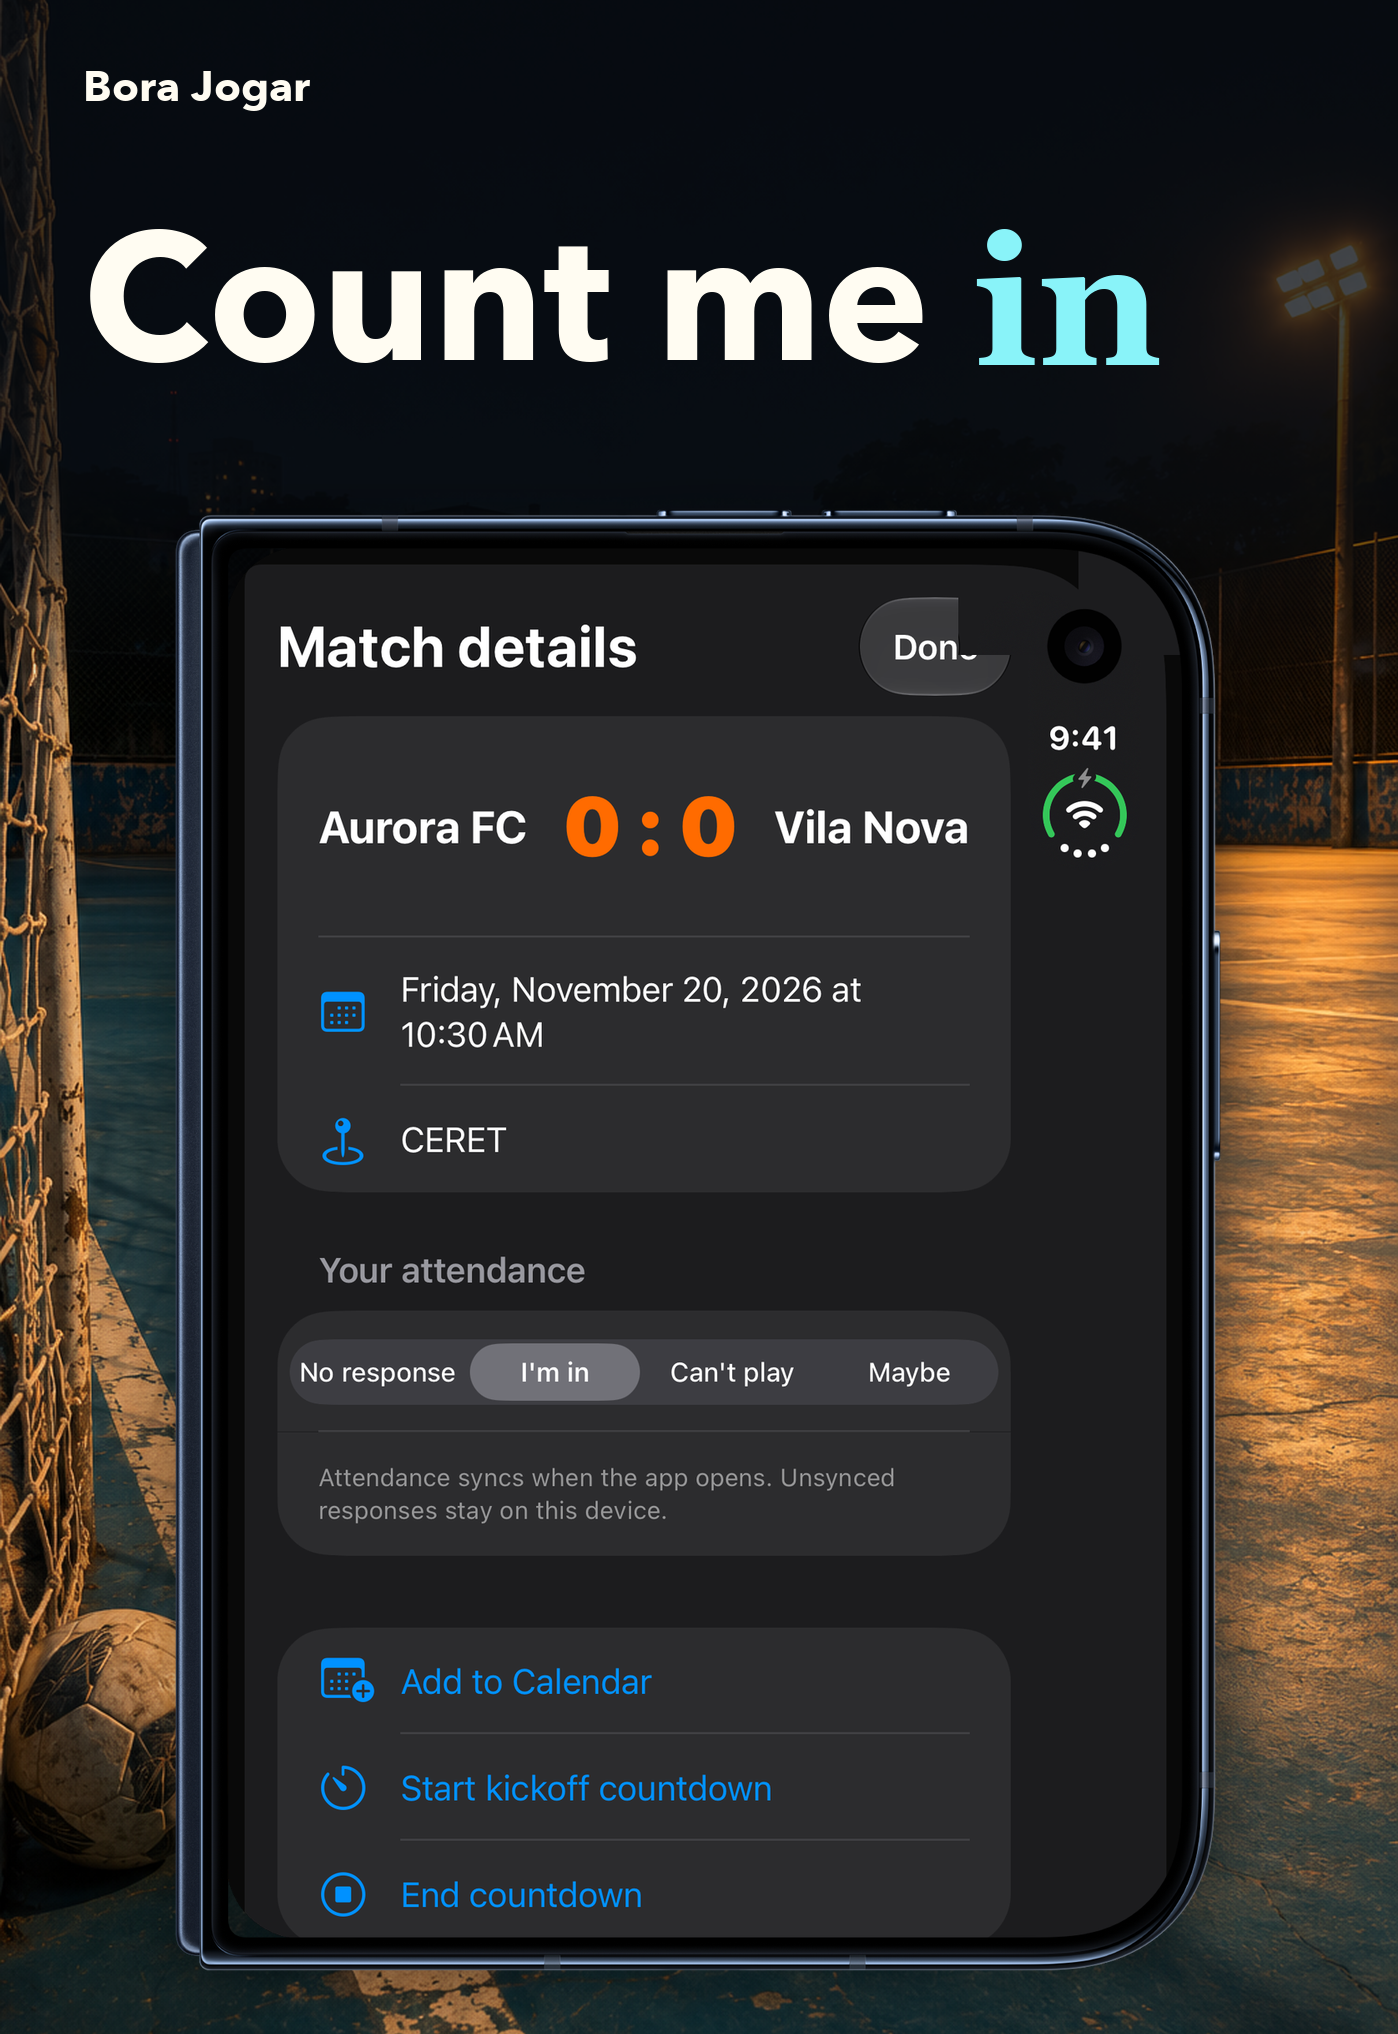 Bora Jogar
Count me in
Match details
Done
9:41
Aurora FC 0 : 0 Vila Nova
Friday, November 20, 2026 at
10:30 AM
CERET
Your attendance
No response I'm in Can't play Maybe
Attendance syncs when the app opens. Unsynced
responses stay on this device.
Add to Calendar
Start kickoff countdown
End countdown